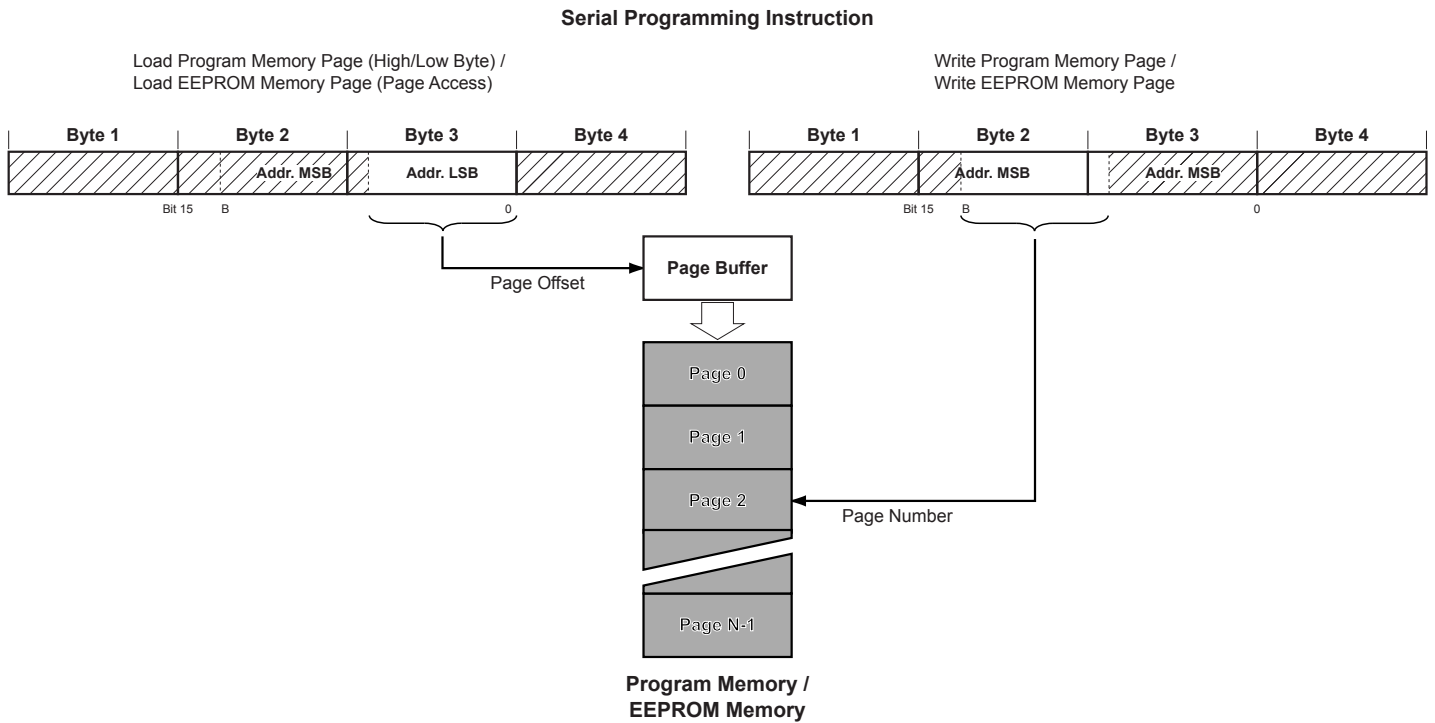 Serial Programming Instruction
Load Program Memory Page (High/Low Byte) /
Load EEPROM Memory Page (Page Access)
Write Program Memory Page /
Write EEPROM Memory Page
Byte 1 Byte 2 Byte 3 Byte 4
Byte 1 Byte 2 Byte 3 Byte 4
Addr. MSB Addr. LSB
Addr. MSB Addr. MSB
Bit 15 B 0
Bit 15 B 0
Page Buffer
Page Offset
Page 0
Page 1
Page 2
Page Number
Page N-1
Program Memory /
EEPROM Memory